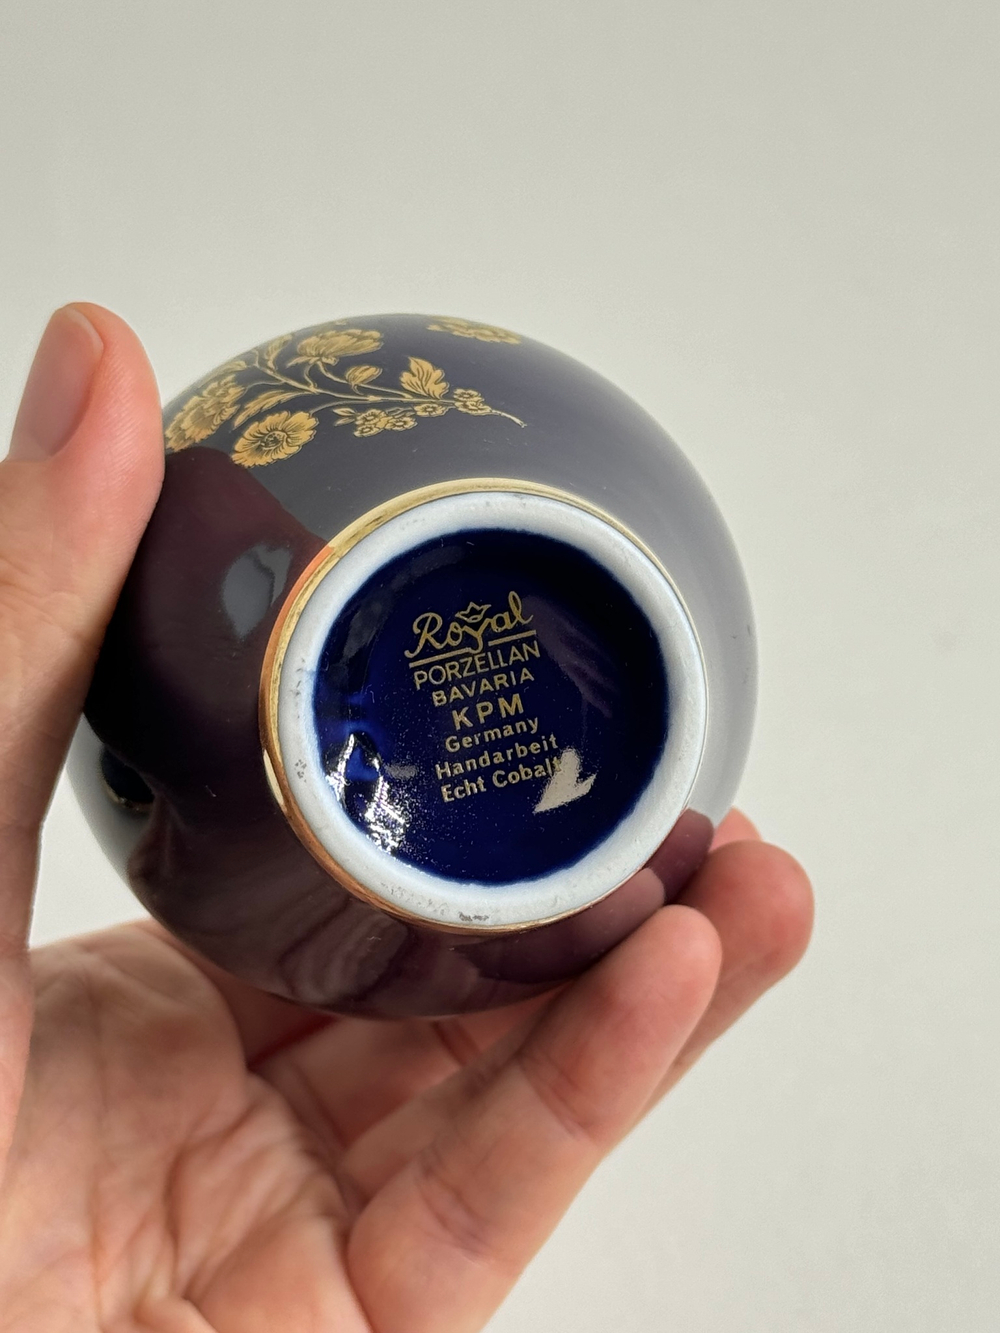 Royal
PORZELLAN
BAVARIA
KPM
Germany
Handarbeit
Echt Cobalt